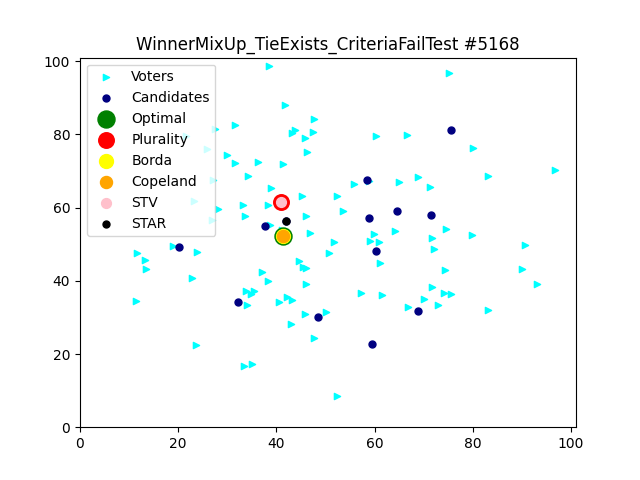 WinnerMixUp_TieExists_CriteriaFailTest #5168
100
80
60
40
20
0
0
20
40
60
80
100
Voters
Candidates
Optimal
Plurality
Borda
Copeland
STV
STAR